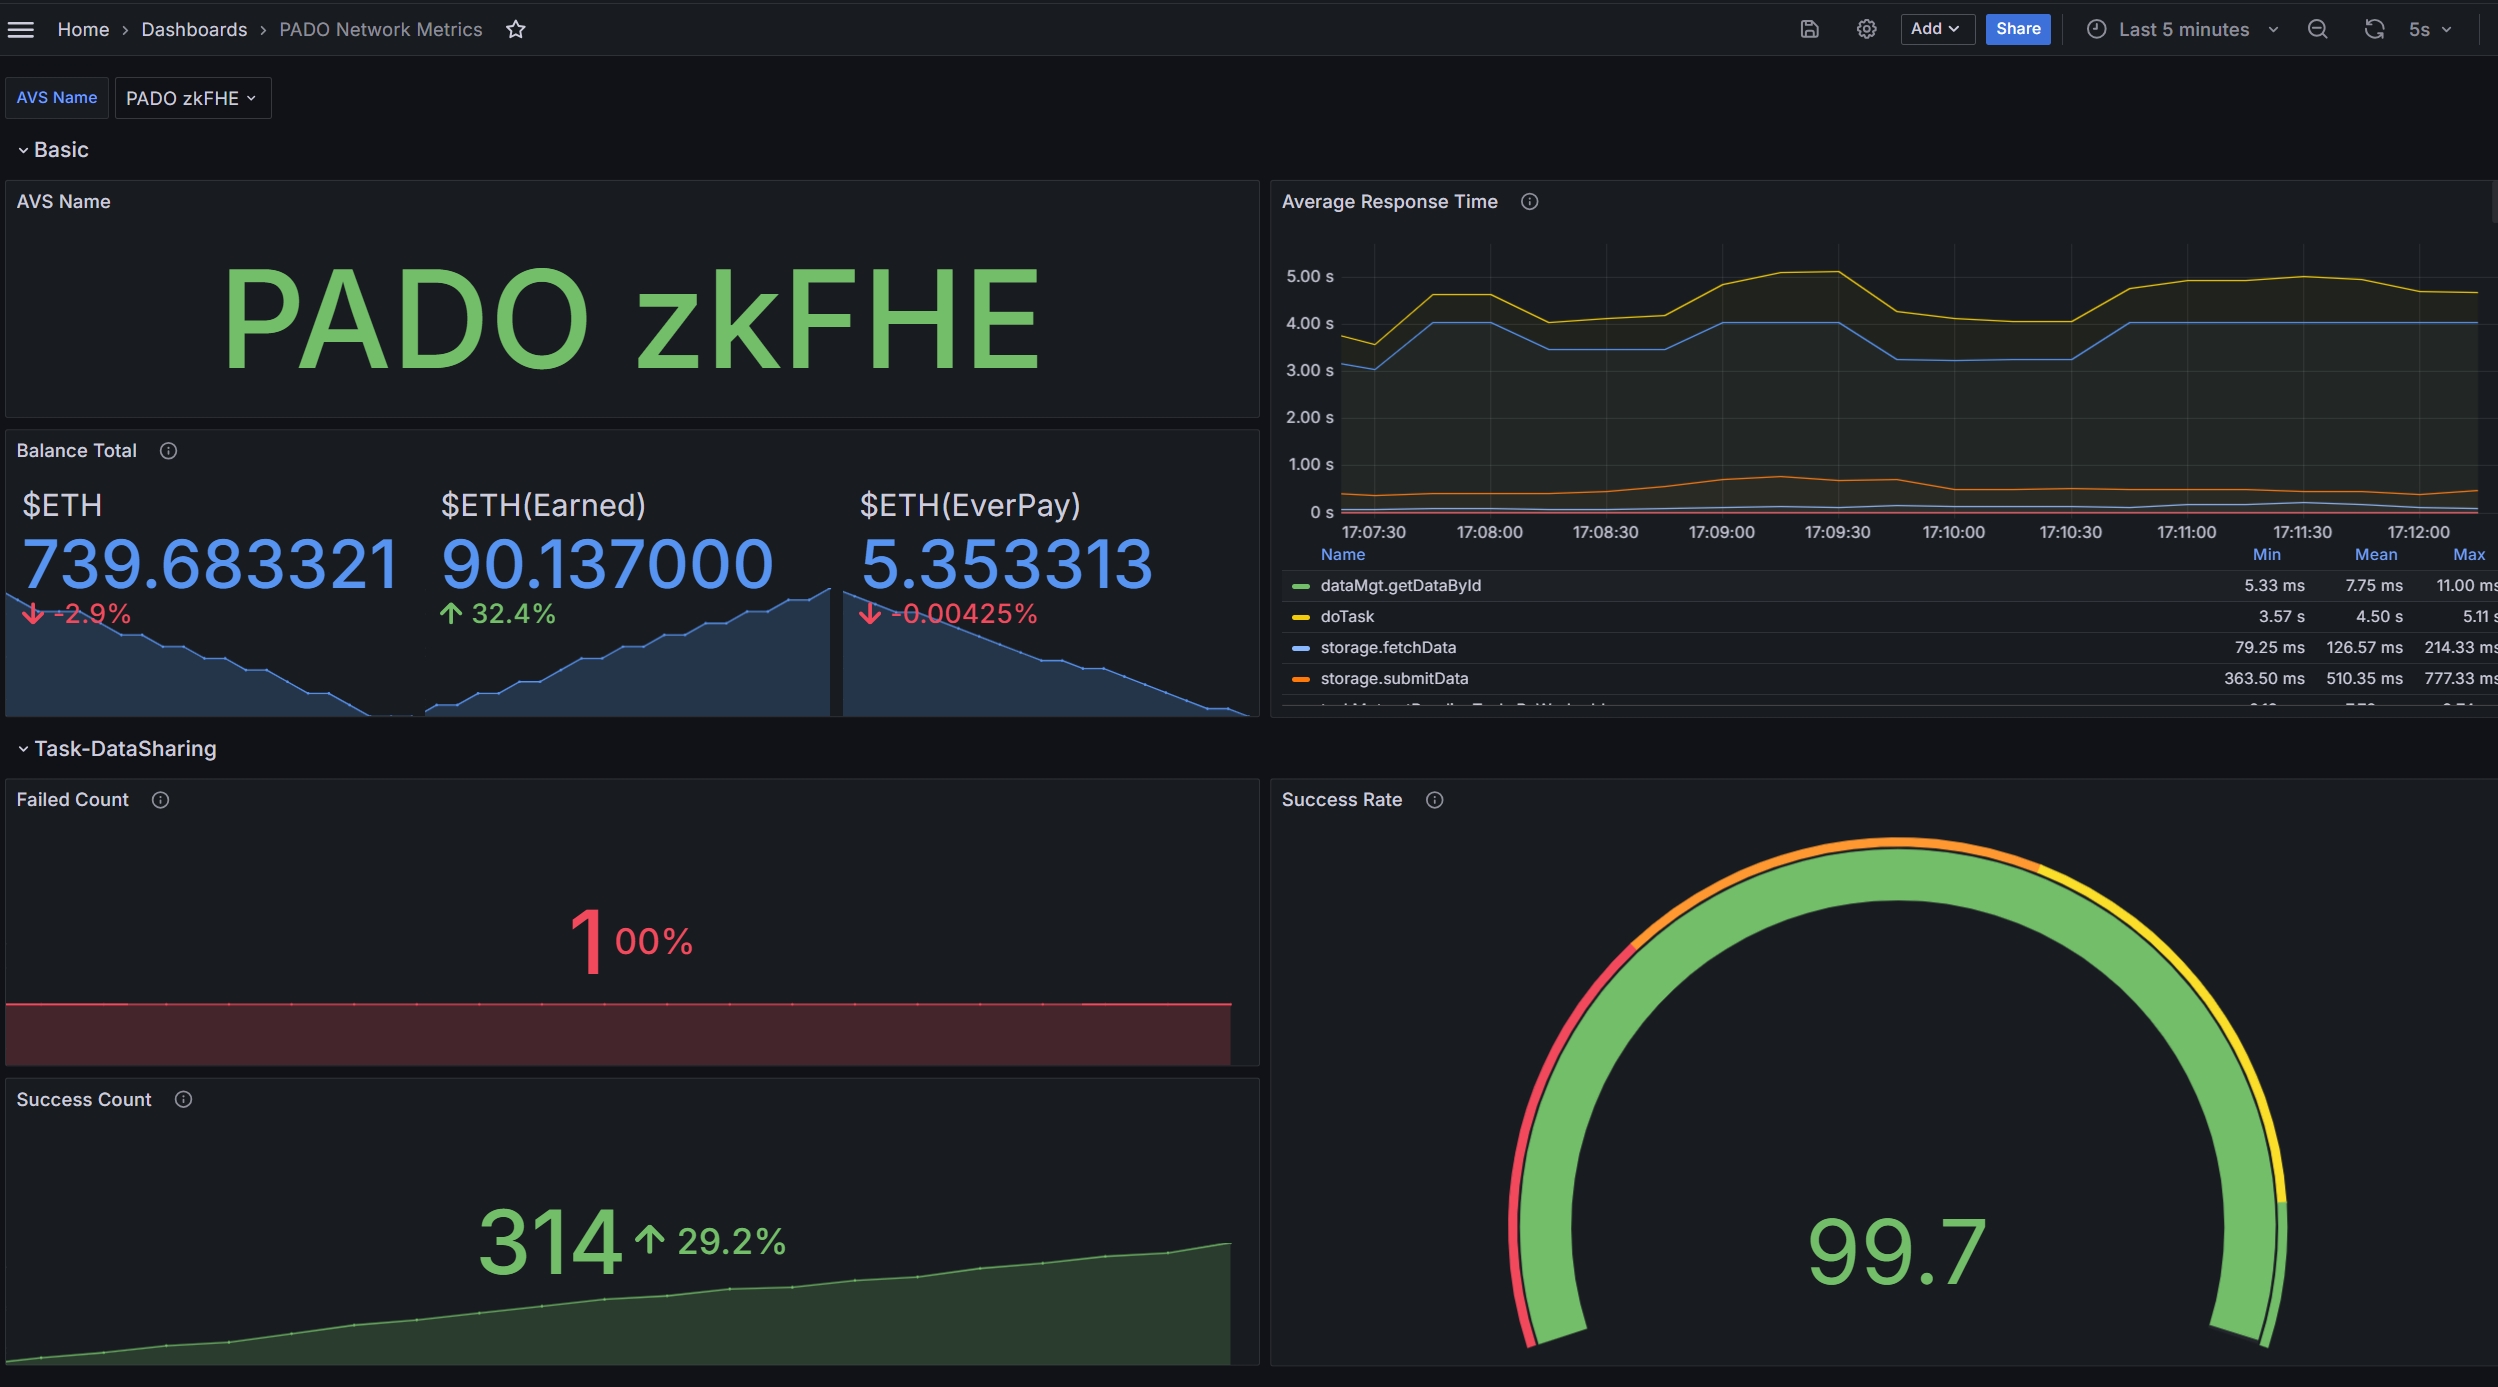 Home › Dashboards › PADO Network Metrics
Add
Share
Last 5 minutes
5s
AVS Name
PADO zkFHE
Basic
AVS Name
PADO zkFHE
Balance Total
$ETH
739.683321
-2.9%
$ETH(Earned)
90.137000
32.4%
$ETH(EverPay)
5.353313
-0.00425%
Average Response Time
5.00 s
4.00 s
3.00 s
2.00 s
1.00 s
0 s
17:07:30 17:08:00 17:08:30 17:09:00 17:09:30 17:10:00 17:10:30 17:11:00 17:11:30 17:12:00
Name Min Mean Max
dataMgt.getDataById 5.33 ms 7.75 ms 11.00 ms
doTask 3.57 s 4.50 s 5.11 s
storage.fetchData 79.25 ms 126.57 ms 214.33 ms
storage.submitData 363.50 ms 510.35 ms 777.33 ms
Task-DataSharing
Failed Count
1 00%
Success Count
314 29.2%
Success Rate
99.7